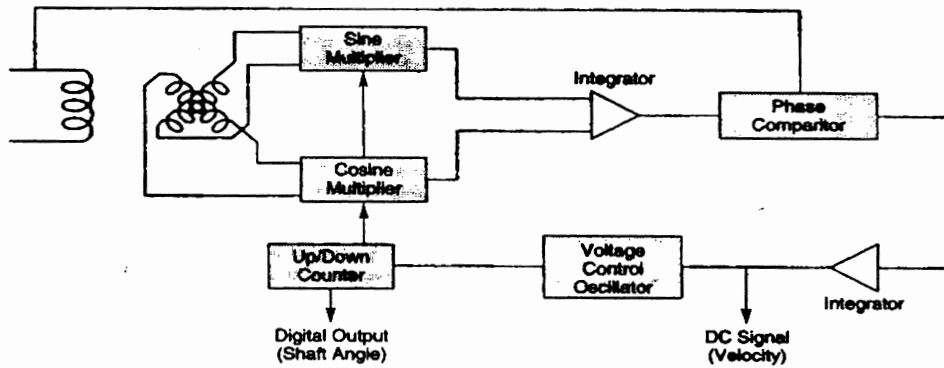 Sine
Multiplier
Integrator
Phase
Comparitor
Cosine
Multiplier
Up/Down
Counter
Voltage
Control
Oscillator
Integrator
Digital Output
(Shaft Angle)
DC Signal
(Velocity)